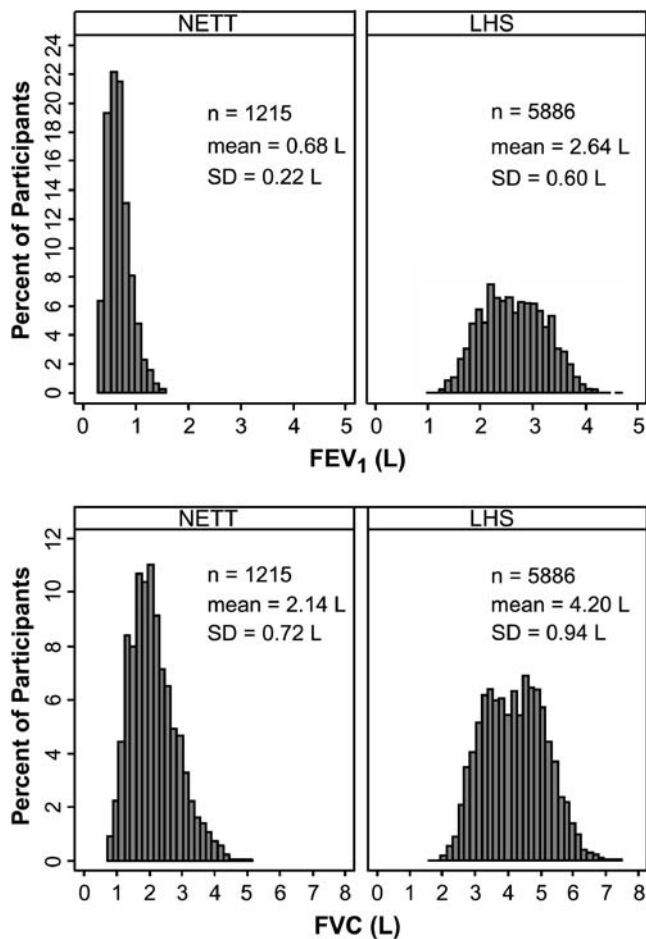 NETT
LHS
Percent of Participants
24
22
20
18
16
14
12
10
8
6
4
2
0
n = 1215
mean = 0.68 L
SD = 0.22 L
n = 5886
mean = 2.64 L
SD = 0.60 L
0 1 2 3 4 5
0 1 2 3 4 5
FEV₁ (L)
NETT
LHS
Percent of Participants
12
10
8
6
4
2
0
n = 1215
mean = 2.14 L
SD = 0.72 L
n = 5886
mean = 4.20 L
SD = 0.94 L
0 1 2 3 4 5 6 7 8
0 1 2 3 4 5 6 7 8
FVC (L)